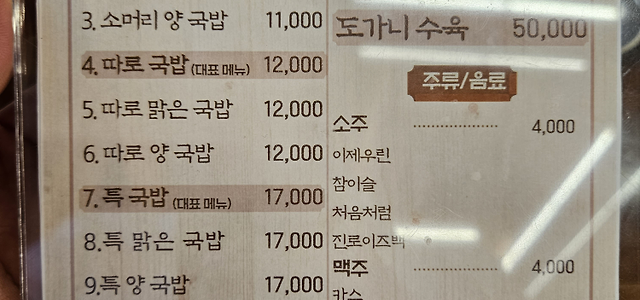 3. 소머리 양 국밥 11,000
4. 따로 국밥 (대표 메뉴) 12,000
5. 따로 맑은 국밥 12,000
6. 따로 양 국밥 12,000
7. 특 국밥 (대표 메뉴) 17,000
8. 특 맑은 국밥 17,000
9. 특 양 국밥 17,000
도가니 수육 50,000
주류/음료
소주 4,000
이제우린
참이슬
처음처럼
진로이즈백
맥주 4,000
카스